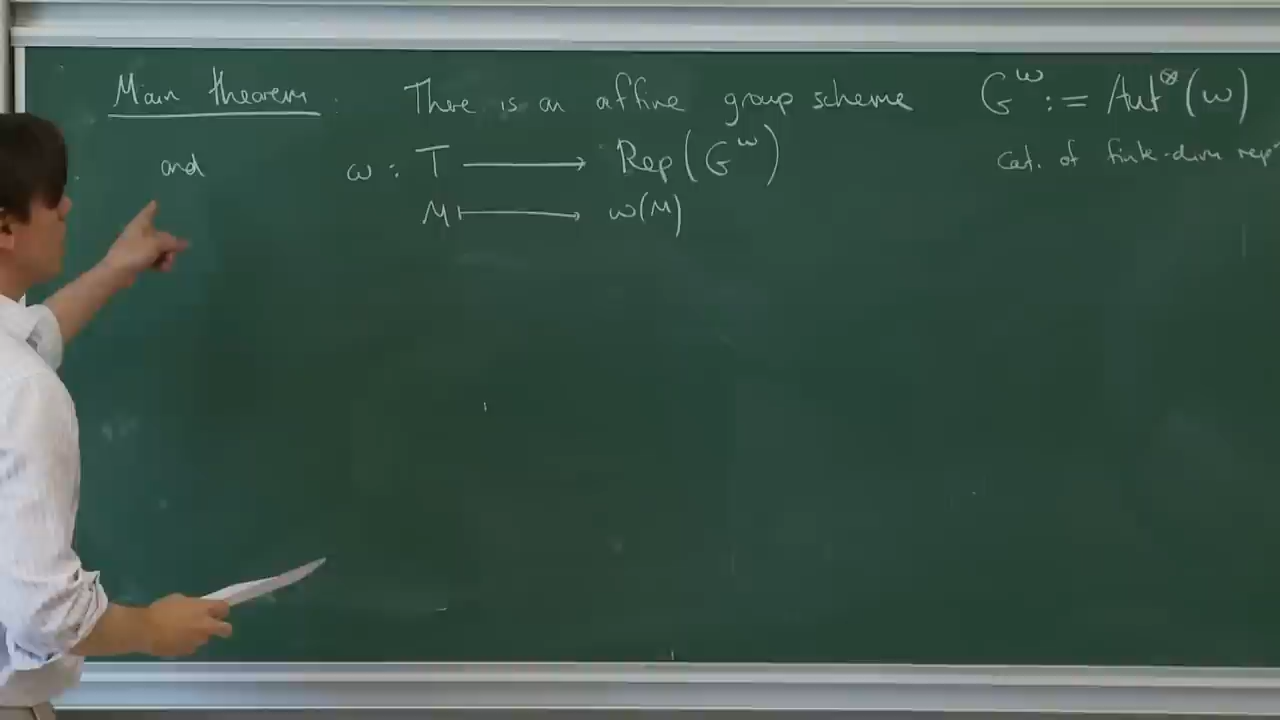 Main theorem: There is an affine group scheme G^ω := Aut^⊗(ω)
and ω : T ⟶ Rep(G^ω) cat. of finite-dim rep
M ⟼ ω(M)